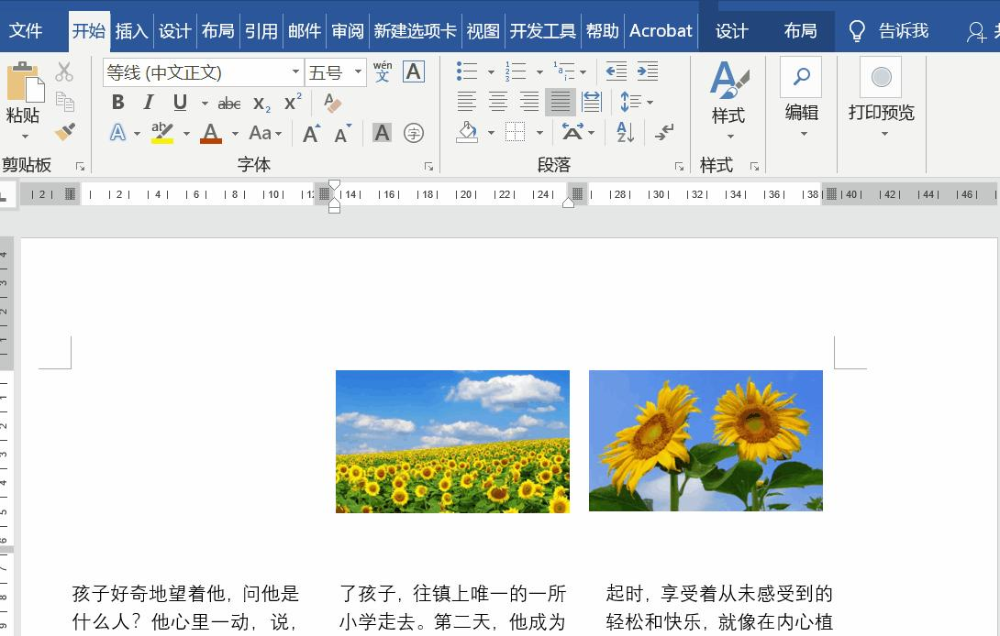 文件 开始 插入 设计 布局 引用 邮件 审阅 新建选项卡 视图 开发工具 帮助 Acrobat 设计 布局 告诉我
等线 (中文正文) 五号 wén 文 A
粘贴 B I U abc X₂ X² 样式 编辑 打印预览
A ab A Aa A A A 字
剪贴板 字体 段落 样式
2 2 4 6 8 10 14 16 18 20 22 24 28 30 32 34 36 38 40 42 44 46
孩子好奇地望着他，问他是
什么人？他心里一动，说，
了孩子，往镇上唯一的一所
小学走去。第二天，他成为
起时，享受着从未感受到的
轻松和快乐，就像在内心植